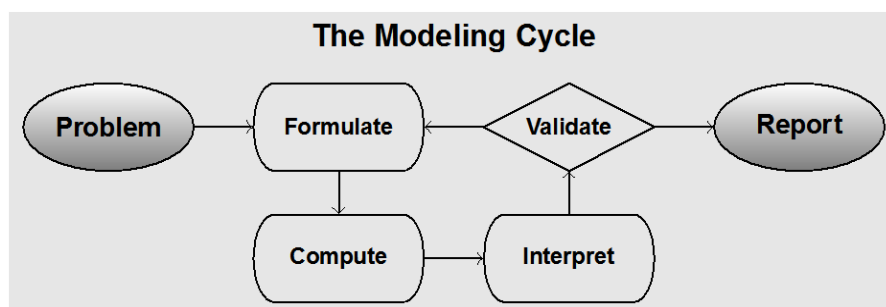 The Modeling Cycle
Problem
Formulate
Validate
Report
Compute
Interpret